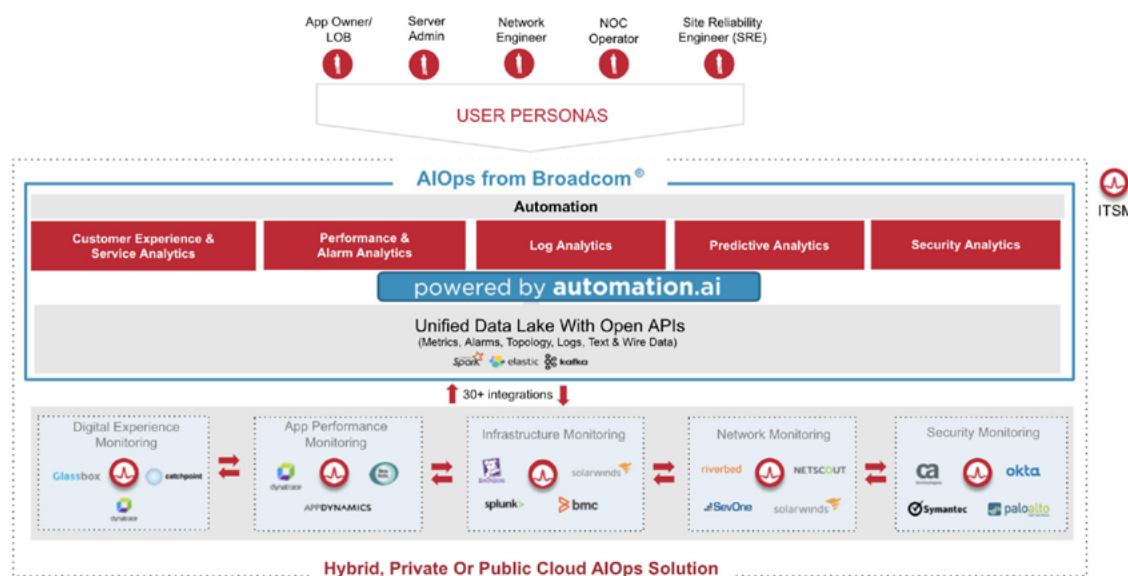 App Owner/
LOB
Server
Admin
Network
Engineer
NOC
Operator
Site Reliability
Engineer (SRE)
USER PERSONAS
AIOps from Broadcom®
ITSM
Automation
Customer Experience &
Service Analytics
Performance &
Alarm Analytics
Log Analytics
Predictive Analytics
Security Analytics
powered by automation.ai
Unified Data Lake With Open APIs
(Metrics, Alarms, Topology, Logs, Text & Wire Data)
Spark elastic kafka
30+ integrations
Digital Experience
Monitoring
Glassbox
catchpoint
dynatrace
App Performance
Monitoring
dynatrace
APPDYNAMICS
Infrastructure Monitoring
DATADOG
solarwinds
splunk>
bmc
Network Monitoring
riverbed
NETSCOUT
SevOne
solarwinds
Security Monitoring
ca
technologies
okta
Symantec
paloalto
Hybrid, Private Or Public Cloud AIOps Solution